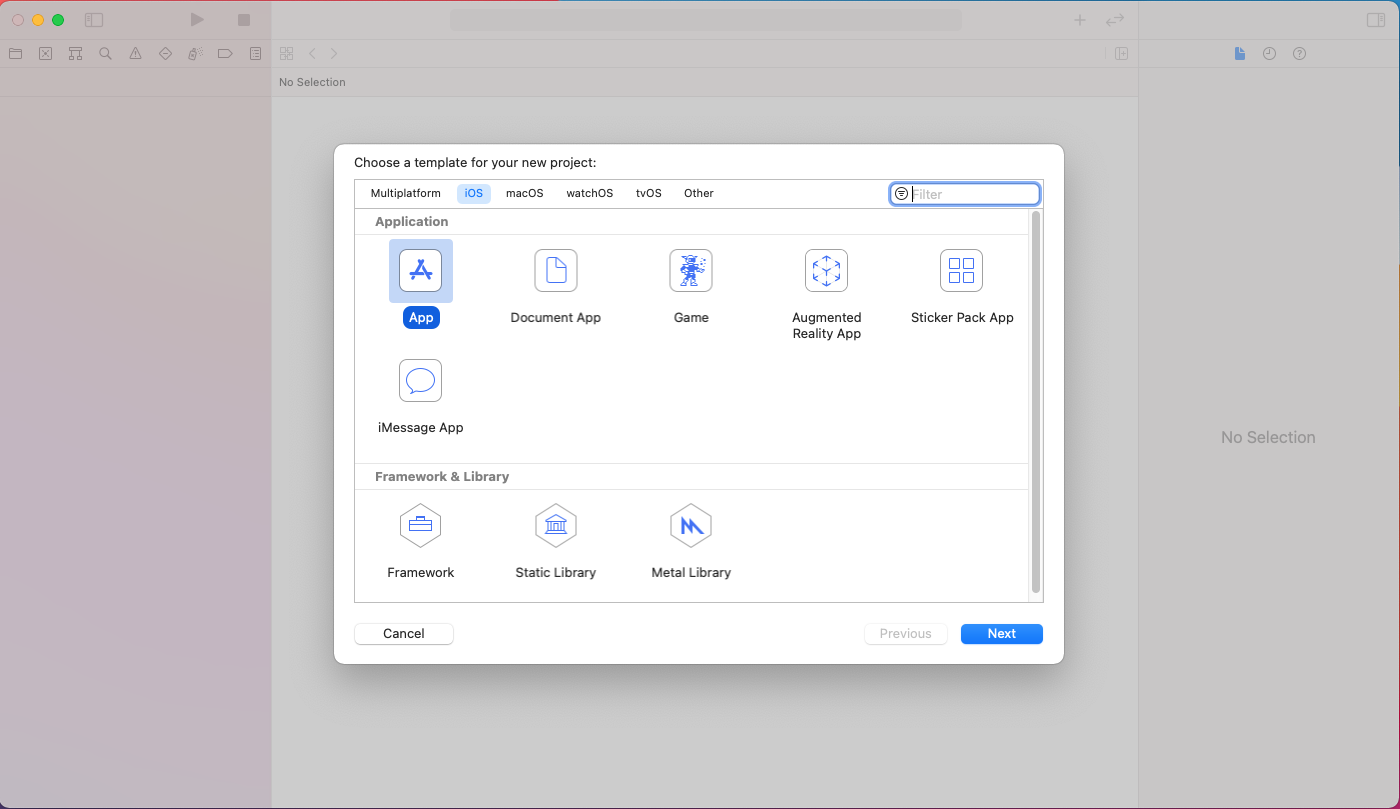 No Selection
Choose a template for your new project:
Multiplatform iOS macOS watchOS tvOS Other Filter
Application
App Document App Game Augmented Reality App Sticker Pack App
iMessage App
No Selection
Framework & Library
Framework Static Library Metal Library
Cancel Previous Next